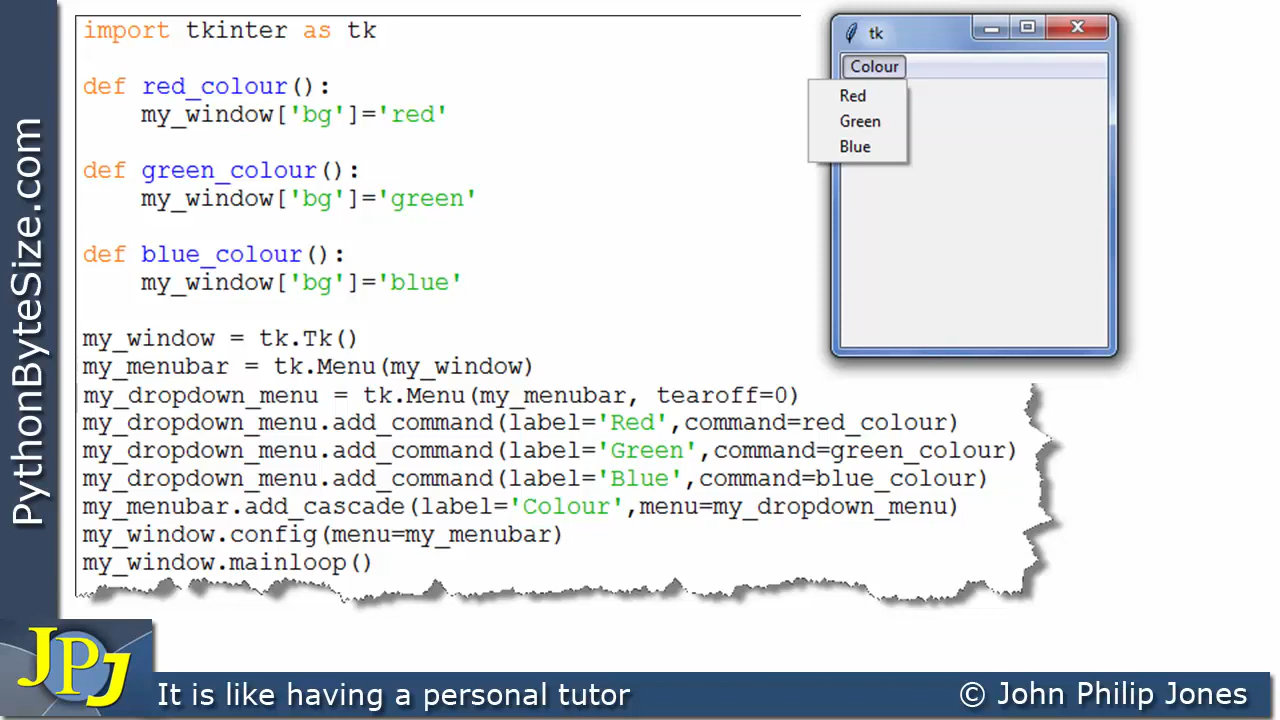 import tkinter as tk
def red_colour():
    my_window['bg']='red'
def green_colour():
    my_window['bg']='green'
def blue_colour():
    my_window['bg']='blue'
my_window = tk.Tk()
my_menubar = tk.Menu(my_window)
my_dropdown_menu = tk.Menu(my_menubar, tearoff=0)
my_dropdown_menu.add_command(label='Red',command=red_colour)
my_dropdown_menu.add_command(label='Green',command=green_colour)
my_dropdown_menu.add_command(label='Blue',command=blue_colour)
my_menubar.add_cascade(label='Colour',menu=my_dropdown_menu)
my_window.config(menu=my_menubar)
my_window.mainloop()
tk
Colour
Red
Green
Blue
PythonByteSize.com
JPJ
It is like having a personal tutor
© John Philip Jones